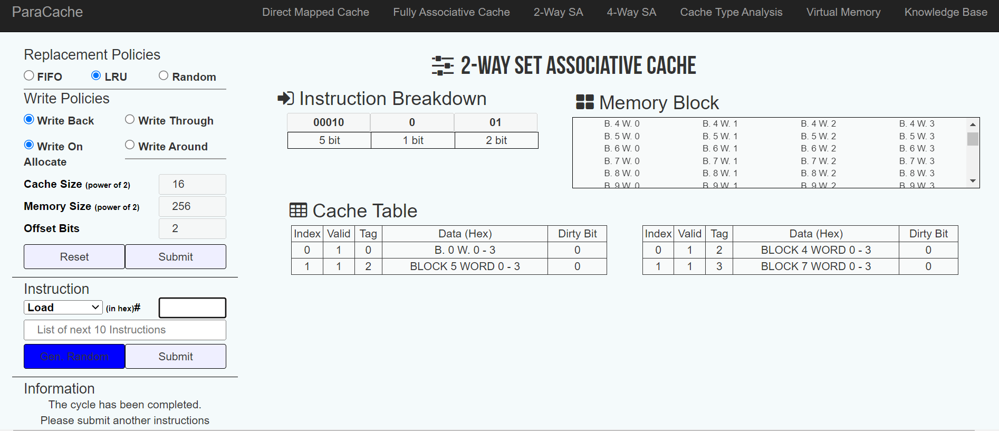 ParaCache
Direct Mapped Cache
Fully Associative Cache
2-Way SA
4-Way SA
Cache Type Analysis
Virtual Memory
Knowledge Base
Replacement Policies
FIFO
LRU
Random
Write Policies
Write Back
Write Through
Write On
Allocate
Write Around
Cache Size (power of 2)
16
Memory Size (power of 2)
256
Offset Bits
2
Reset
Submit
Instruction
Load
(in hex)#
List of next 10 Instructions
Gen. Random
Submit
Information
The cycle has been completed.
Please submit another instructions
2-WAY SET ASSOCIATIVE CACHE
Instruction Breakdown
00010 0 01
5 bit 1 bit 2 bit
Memory Block
B. 4 W. 0 B. 4 W. 1 B. 4 W. 2 B. 4 W. 3
B. 5 W. 0 B. 5 W. 1 B. 5 W. 2 B. 5 W. 3
B. 6 W. 0 B. 6 W. 1 B. 6 W. 2 B. 6 W. 3
B. 7 W. 0 B. 7 W. 1 B. 7 W. 2 B. 7 W. 3
B. 8 W. 0 B. 8 W. 1 B. 8 W. 2 B. 8 W. 3
B. 9 W. 0 B. 9 W. 1 B. 9 W. 2 B. 9 W. 3
Cache Table
Index Valid Tag Data (Hex) Dirty Bit
0 1 0 B. 0 W. 0 - 3 0
1 1 2 BLOCK 5 WORD 0 - 3 0
Index Valid Tag Data (Hex) Dirty Bit
0 1 2 BLOCK 4 WORD 0 - 3 0
1 1 3 BLOCK 7 WORD 0 - 3 0